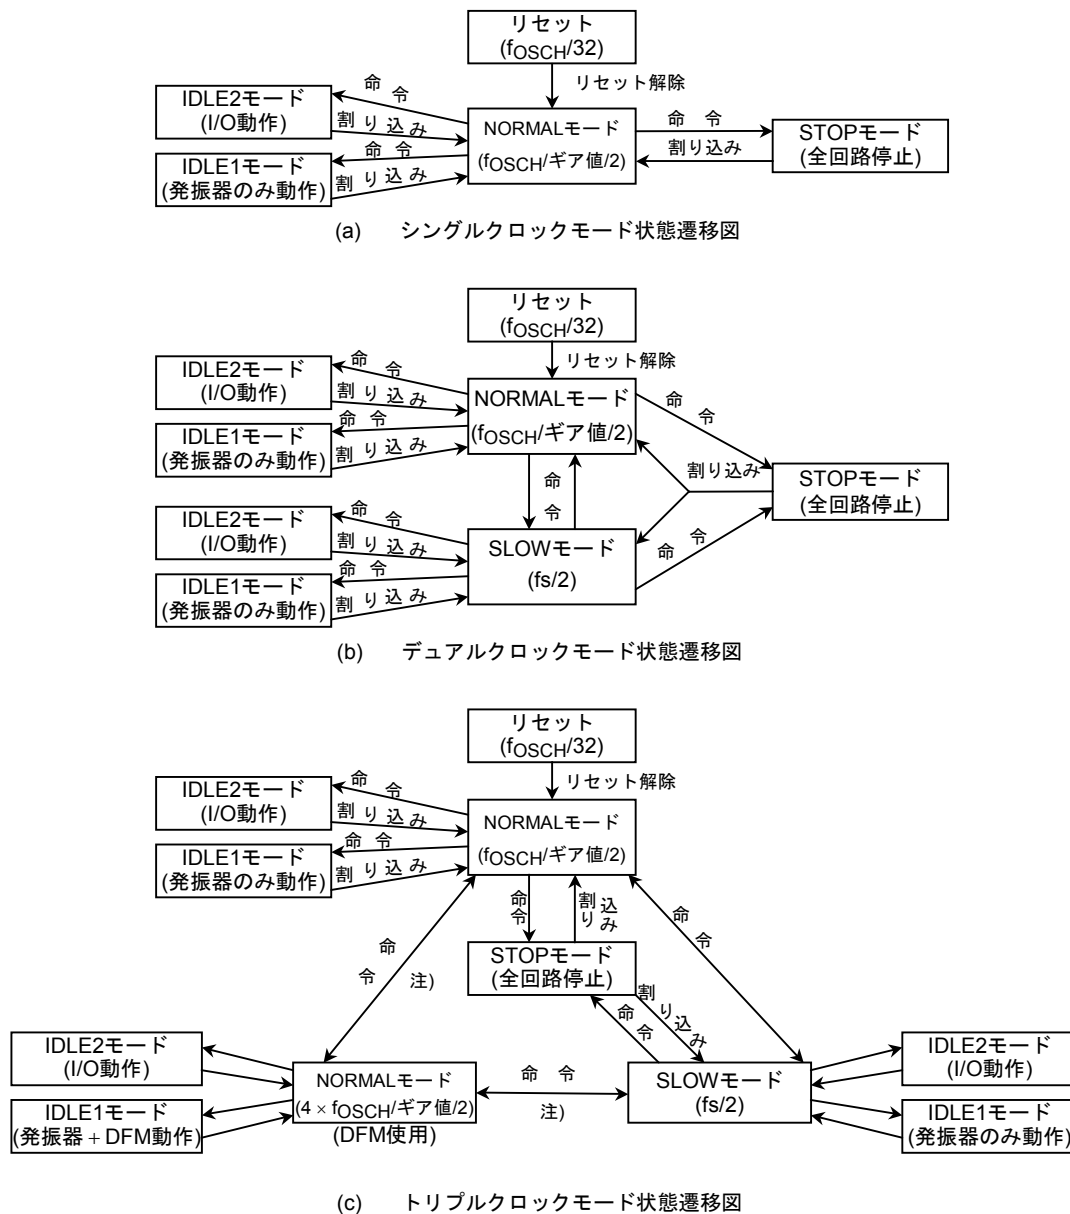 リセット
(fOSCH/32)
リセット解除
命 令
IDLE2モード
(I/O動作)
割り込み
NORMALモード
(fOSCH/ギア値/2)
命 令
STOPモード
(全回路停止)
割り込み
命 令
IDLE1モード
(発振器のみ動作)
割り込み
(a) シングルクロックモード状態遷移図
リセット
(fOSCH/32)
リセット解除
命 令
IDLE2モード
(I/O動作)
割り込み
NORMALモード
(fOSCH/ギア値/2)
命 令
命 令
IDLE1モード
(発振器のみ動作)
割り込み
割り込み
STOPモード
(全回路停止)
命 令
命 令
IDLE2モード
(I/O動作)
割り込み
SLOWモード
(fs/2)
命 令
命 令
IDLE1モード
(発振器のみ動作)
割り込み
(b) デュアルクロックモード状態遷移図
リセット
(fOSCH/32)
リセット解除
命 令
IDLE2モード
(I/O動作)
割り込み
NORMALモード
(fOSCH/ギア値/2)
命 令
IDLE1モード
(発振器のみ動作)
割り込み
命令
割り込み
命 令
命 令
注)
STOPモード
(全回路停止)
割り込み
命 令
IDLE2モード
(I/O動作)
IDLE1モード
(発振器 + DFM動作)
NORMALモード
(4 × fOSCH/ギア値/2)
(DFM使用)
命 令
注)
SLOWモード
(fs/2)
IDLE2モード
(I/O動作)
IDLE1モード
(発振器のみ動作)
(c) トリプルクロックモード状態遷移図